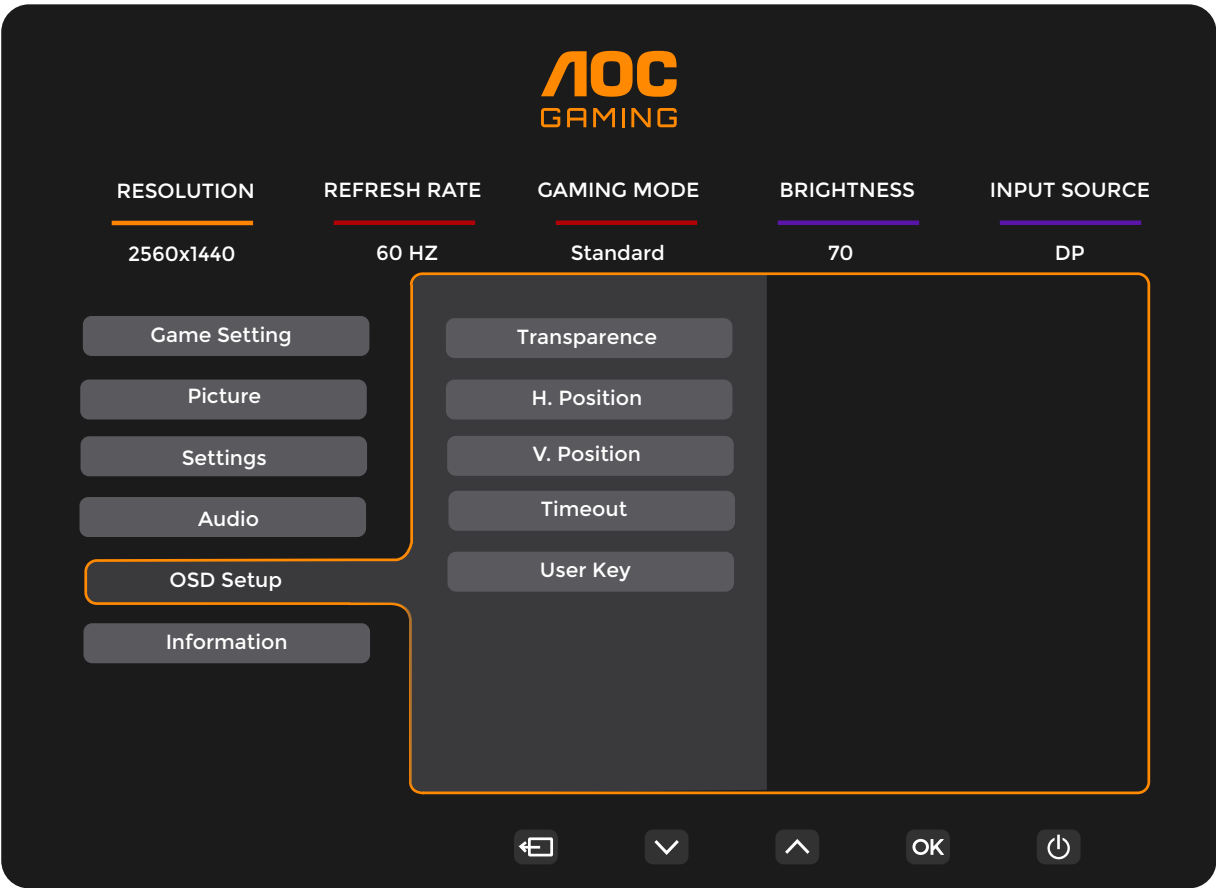 AOC
GAMING
RESOLUTION REFRESH RATE GAMING MODE BRIGHTNESS INPUT SOURCE
2560x1440 60 HZ Standard 70 DP
Game Setting
Picture
Settings
Audio
OSD Setup
Information
Transparence
H. Position
V. Position
Timeout
User Key
OK